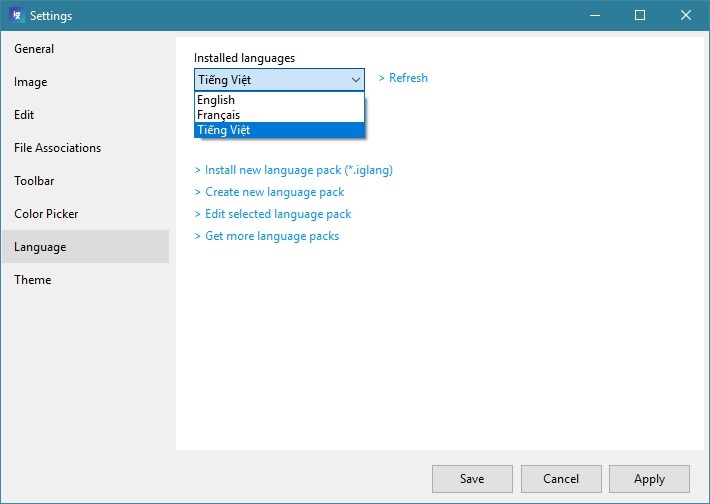 Settings
General
Image
Edit
File Associations
Toolbar
Color Picker
Language
Theme
Installed languages
Tiếng Việt
> Refresh
English
Français
Tiếng Việt
> Install new language pack (*.iglang)
> Create new language pack
> Edit selected language pack
> Get more language packs
Save
Cancel
Apply